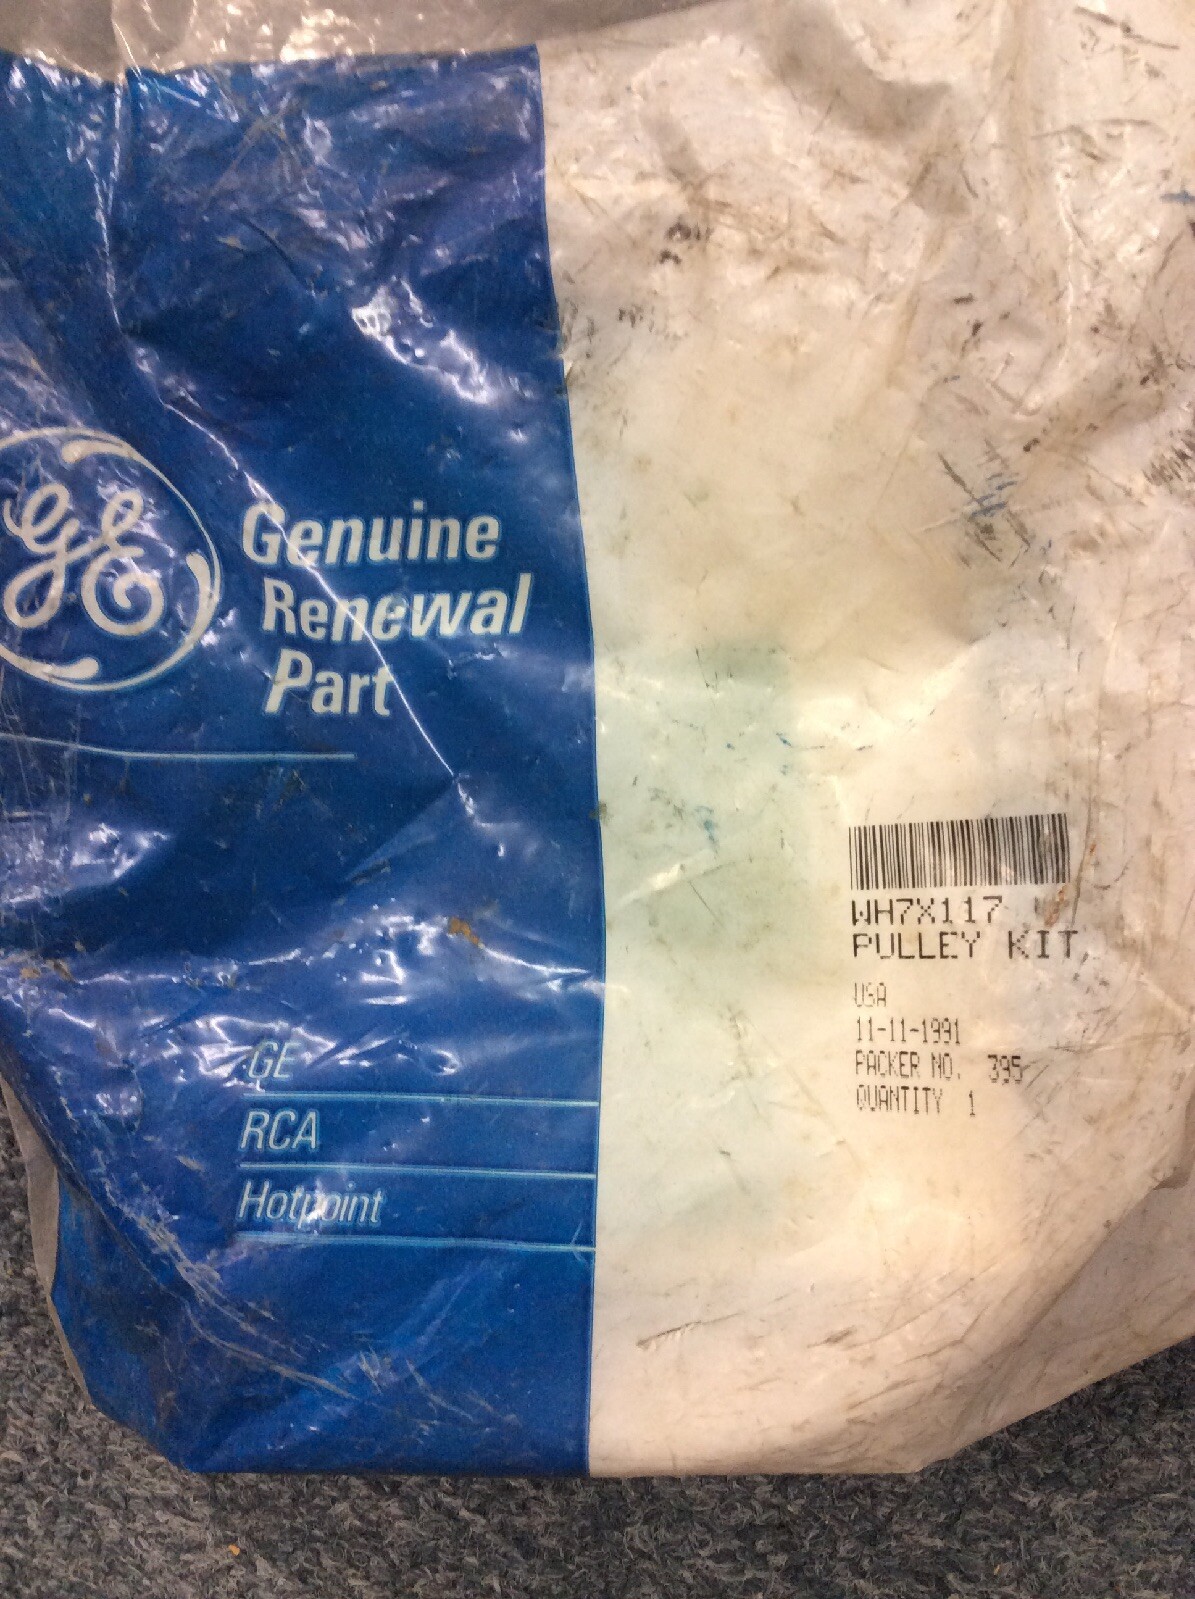 GE
Genuine
Renewal
Part
GE
RCA
Hotpoint
WH7X117
PULLEY KIT
USA
11-11-1991
PACKER NO. 395
QUANTITY 1